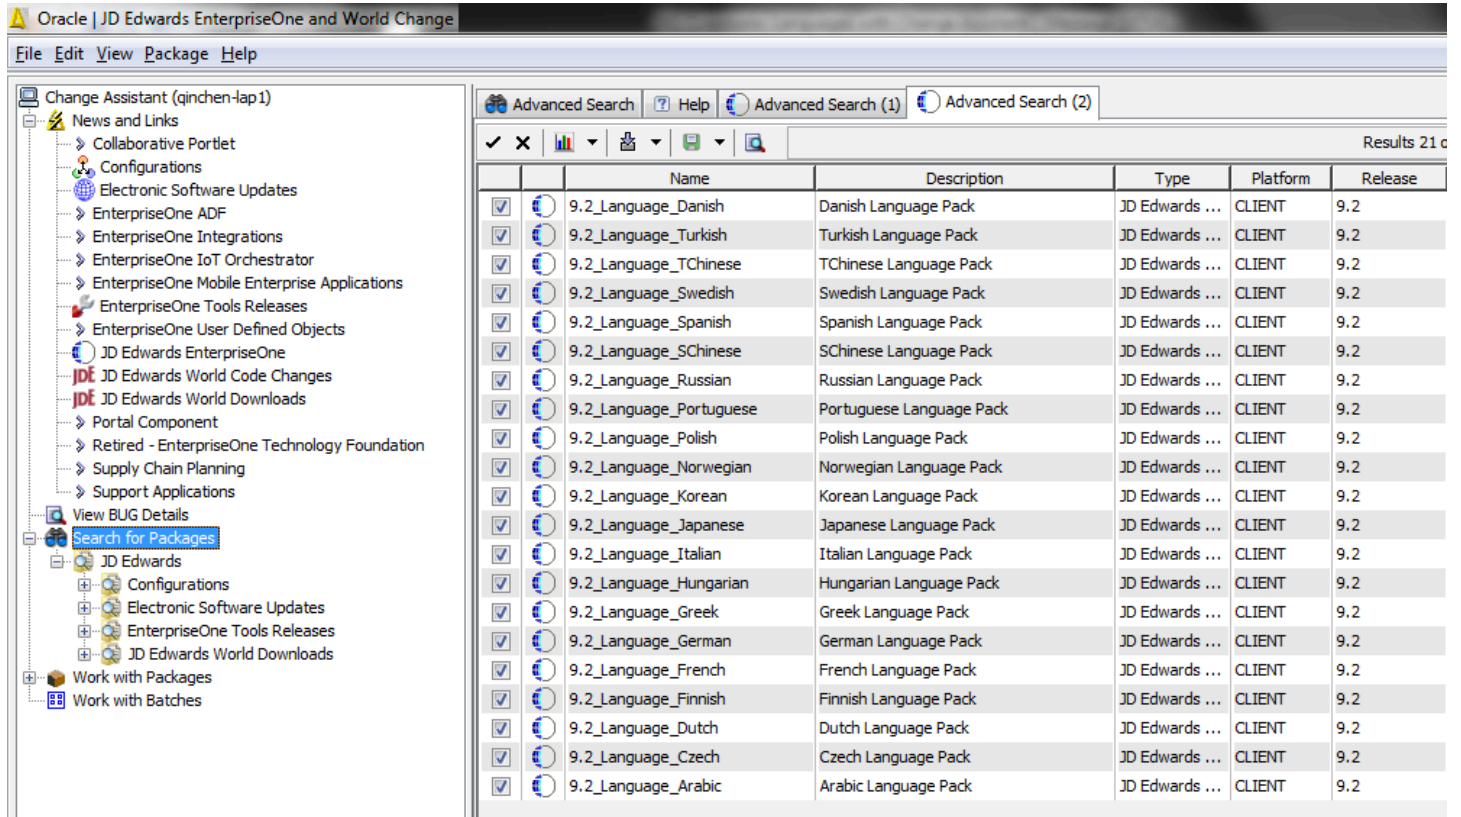 Oracle | JD Edwards EnterpriseOne and World Change
File Edit View Package Help
Change Assistant (qinchen-lap1)
News and Links
Collaborative Portlet
Configurations
Electronic Software Updates
EnterpriseOne ADF
EnterpriseOne Integrations
EnterpriseOne IoT Orchestrator
EnterpriseOne Mobile Enterprise Applications
EnterpriseOne Tools Releases
EnterpriseOne User Defined Objects
JD Edwards EnterpriseOne
JDE JD Edwards World Code Changes
JDE JD Edwards World Downloads
Portal Component
Retired - EnterpriseOne Technology Foundation
Supply Chain Planning
Support Applications
View BUG Details
Search for Packages
JD Edwards
Configurations
Electronic Software Updates
EnterpriseOne Tools Releases
JD Edwards World Downloads
Work with Packages
Work with Batches
Advanced Search Help Advanced Search (1) Advanced Search (2)
Results 21
Name Description Type Platform Release
9.2_Language_Danish Danish Language Pack JD Edwards ... CLIENT 9.2
9.2_Language_Turkish Turkish Language Pack JD Edwards ... CLIENT 9.2
9.2_Language_TChinese TChinese Language Pack JD Edwards ... CLIENT 9.2
9.2_Language_Swedish Swedish Language Pack JD Edwards ... CLIENT 9.2
9.2_Language_Spanish Spanish Language Pack JD Edwards ... CLIENT 9.2
9.2_Language_SChinese SChinese Language Pack JD Edwards ... CLIENT 9.2
9.2_Language_Russian Russian Language Pack JD Edwards ... CLIENT 9.2
9.2_Language_Portuguese Portuguese Language Pack JD Edwards ... CLIENT 9.2
9.2_Language_Polish Polish Language Pack JD Edwards ... CLIENT 9.2
9.2_Language_Norwegian Norwegian Language Pack JD Edwards ... CLIENT 9.2
9.2_Language_Korean Korean Language Pack JD Edwards ... CLIENT 9.2
9.2_Language_Japanese Japanese Language Pack JD Edwards ... CLIENT 9.2
9.2_Language_Italian Italian Language Pack JD Edwards ... CLIENT 9.2
9.2_Language_Hungarian Hungarian Language Pack JD Edwards ... CLIENT 9.2
9.2_Language_Greek Greek Language Pack JD Edwards ... CLIENT 9.2
9.2_Language_German German Language Pack JD Edwards ... CLIENT 9.2
9.2_Language_French French Language Pack JD Edwards ... CLIENT 9.2
9.2_Language_Finnish Finnish Language Pack JD Edwards ... CLIENT 9.2
9.2_Language_Dutch Dutch Language Pack JD Edwards ... CLIENT 9.2
9.2_Language_Czech Czech Language Pack JD Edwards ... CLIENT 9.2
9.2_Language_Arabic Arabic Language Pack JD Edwards ... CLIENT 9.2